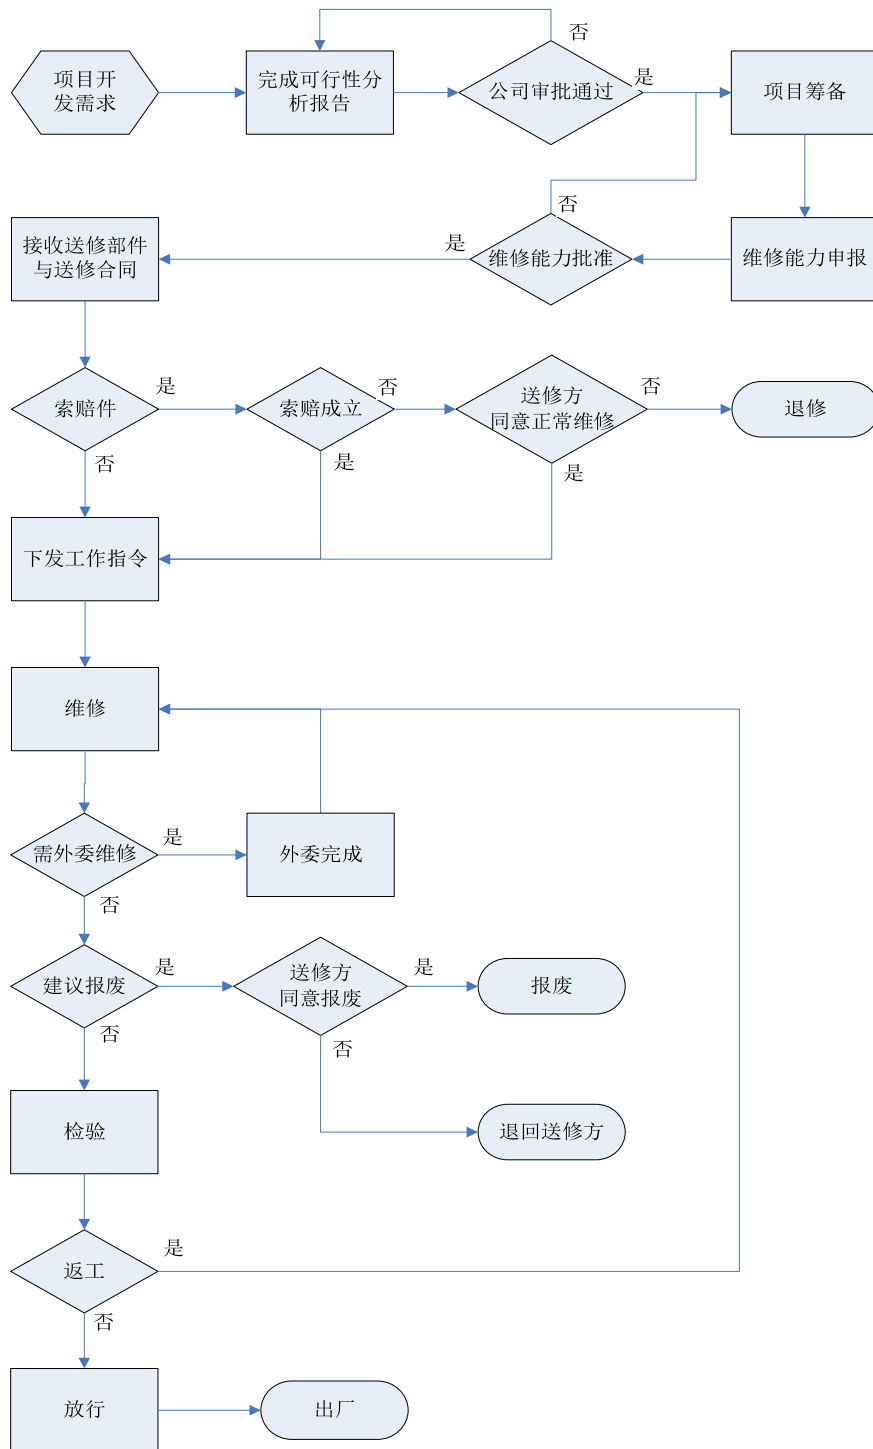 否
项目开
发需求
完成可行性分
析报告
公司审批通过
是
项目筹备
否
接收送修部件
与送修合同
是
维修能力批准
维修能力申报
索赔件
是
索赔成立
否
送修方
同意正常维修
否
退修
否
是
是
下发工作指令
维修
需外委维修
是
外委完成
否
建议报废
是
送修方
同意报废
是
报废
否
否
检验
退回送修方
返工
是
否
放行
出厂